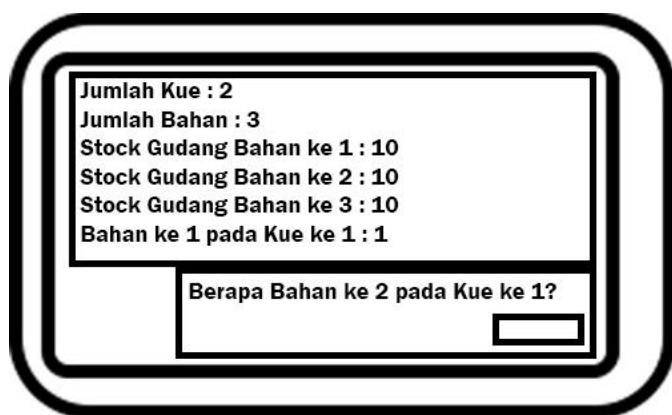 Jumlah Kue : 2
Jumlah Bahan : 3
Stock Gudang Bahan ke 1 : 10
Stock Gudang Bahan ke 2 : 10
Stock Gudang Bahan ke 3 : 10
Bahan ke 1 pada Kue ke 1 : 1
Berapa Bahan ke 2 pada Kue ke 1?